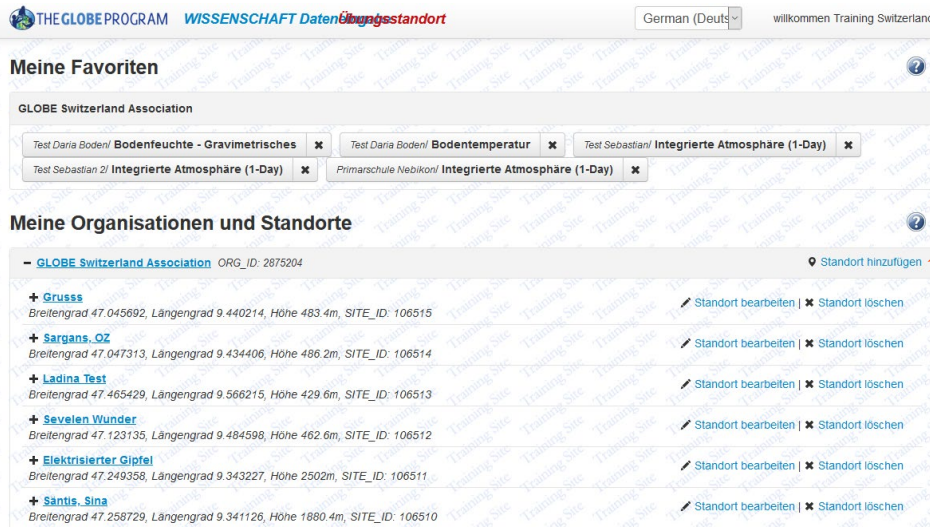 THE GLOBE PROGRAM WISSENSCHAFT Übungsstandort German (Deuts willkommen Training Switzerland
Meine Favoriten ?
GLOBE Switzerland Association
Test Daria Boden/ Bodenfeuchte - Gravimetrisches Test Daria Boden/ Bodentemperatur Test Sebastian/ Integrierte Atmosphäre (1-Day)
Test Sebastian 2/ Integrierte Atmosphäre (1-Day) Primarschule Nebikon/ Integrierte Atmosphäre (1-Day)
Meine Organisationen und Standorte ?
GLOBE Switzerland Association ORG_ID: 2875204 Standort hinzufügen
Grusss
Breitengrad 47.045692, Längengrad 9.440214, Höhe 483.4m, SITE_ID: 106515 Standort bearbeiten | Standort löschen
Sargans, OZ
Breitengrad 47.047313, Längengrad 9.434406, Höhe 486.2m, SITE_ID: 106514 Standort bearbeiten | Standort löschen
Ladina Test
Breitengrad 47.465429, Längengrad 9.566215, Höhe 429.6m, SITE_ID: 106513 Standort bearbeiten | Standort löschen
Sevelen Wunder
Breitengrad 47.123135, Längengrad 9.484598, Höhe 462.6m, SITE_ID: 106512 Standort bearbeiten | Standort löschen
Elektrisierter Gipfel
Breitengrad 47.249358, Längengrad 9.343227, Höhe 2502m, SITE_ID: 106511 Standort bearbeiten | Standort löschen
Säntis, Sina
Breitengrad 47.258729, Längengrad 9.341126, Höhe 1880.4m, SITE_ID: 106510 Standort bearbeiten | Standort löschen